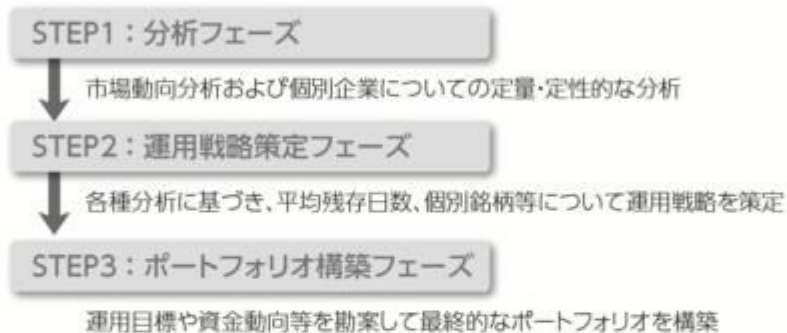 STEP1：分析フェーズ
市場動向分析および個別企業についての定量・定性的な分析
STEP2：運用戦略策定フェーズ
各種分析に基づき、平均残存日数、個別銘柄等について運用戦略を策定
STEP3：ポートフォリオ構築フェーズ
運用目標や資金動向等を勘案して最終的なポートフォリオを構築